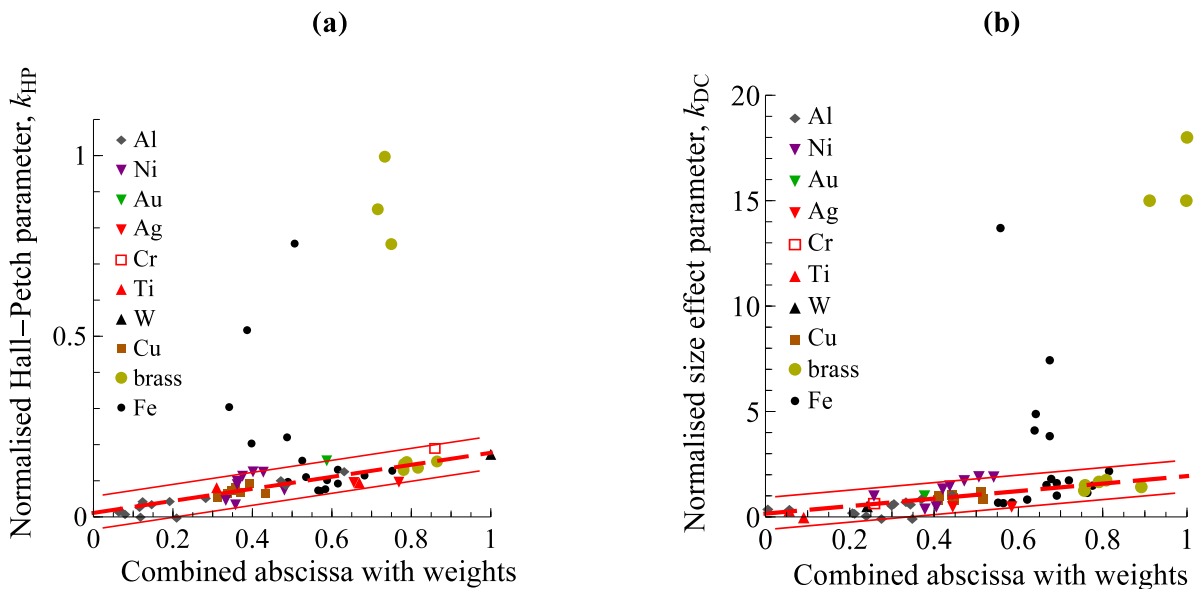 (a)
Normalised Hall–Petch parameter, kHP
1
0.5
0
Al
Ni
Au
Ag
Cr
Ti
W
Cu
brass
Fe
0 0.2 0.4 0.6 0.8 1
Combined abscissa with weights
(b)
Normalised size effect parameter, kDC
20
15
10
5
0
Al
Ni
Au
Ag
Cr
Ti
W
Cu
brass
Fe
0 0.2 0.4 0.6 0.8 1
Combined abscissa with weights